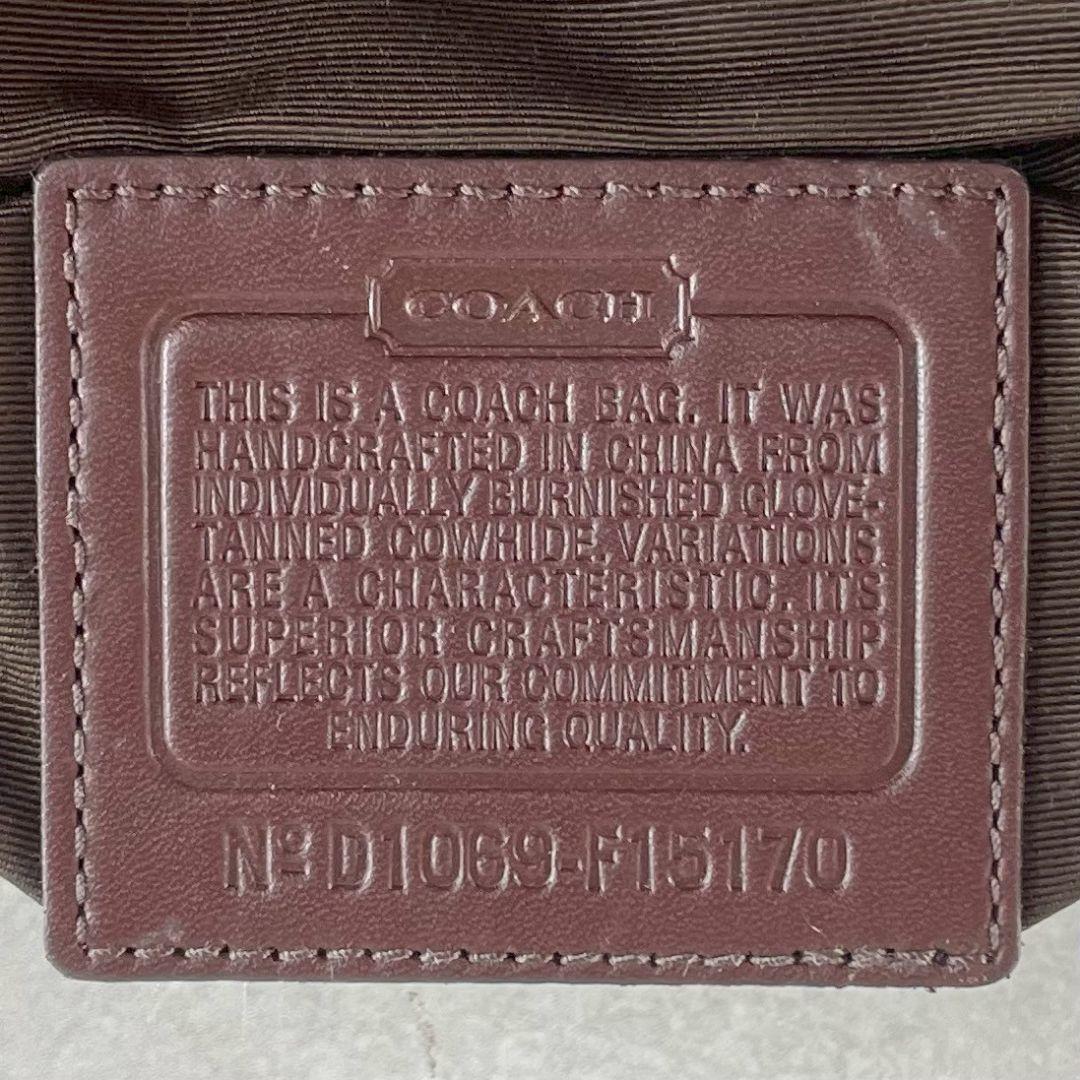 COACH
THIS IS A COACH BAG. IT WAS
HANDCRAFTED IN CHINA FROM
INDIVIDUALLY BURNISHED GLOVE-
TANNED COWHIDE. VARIATIONS
ARE A CHARACTERISTIC. ITS
SUPERIOR CRAFTSMANSHIP
REFLECTS OUR COMMITMENT TO
ENDURING QUALITY.
Nº D1069-F15170